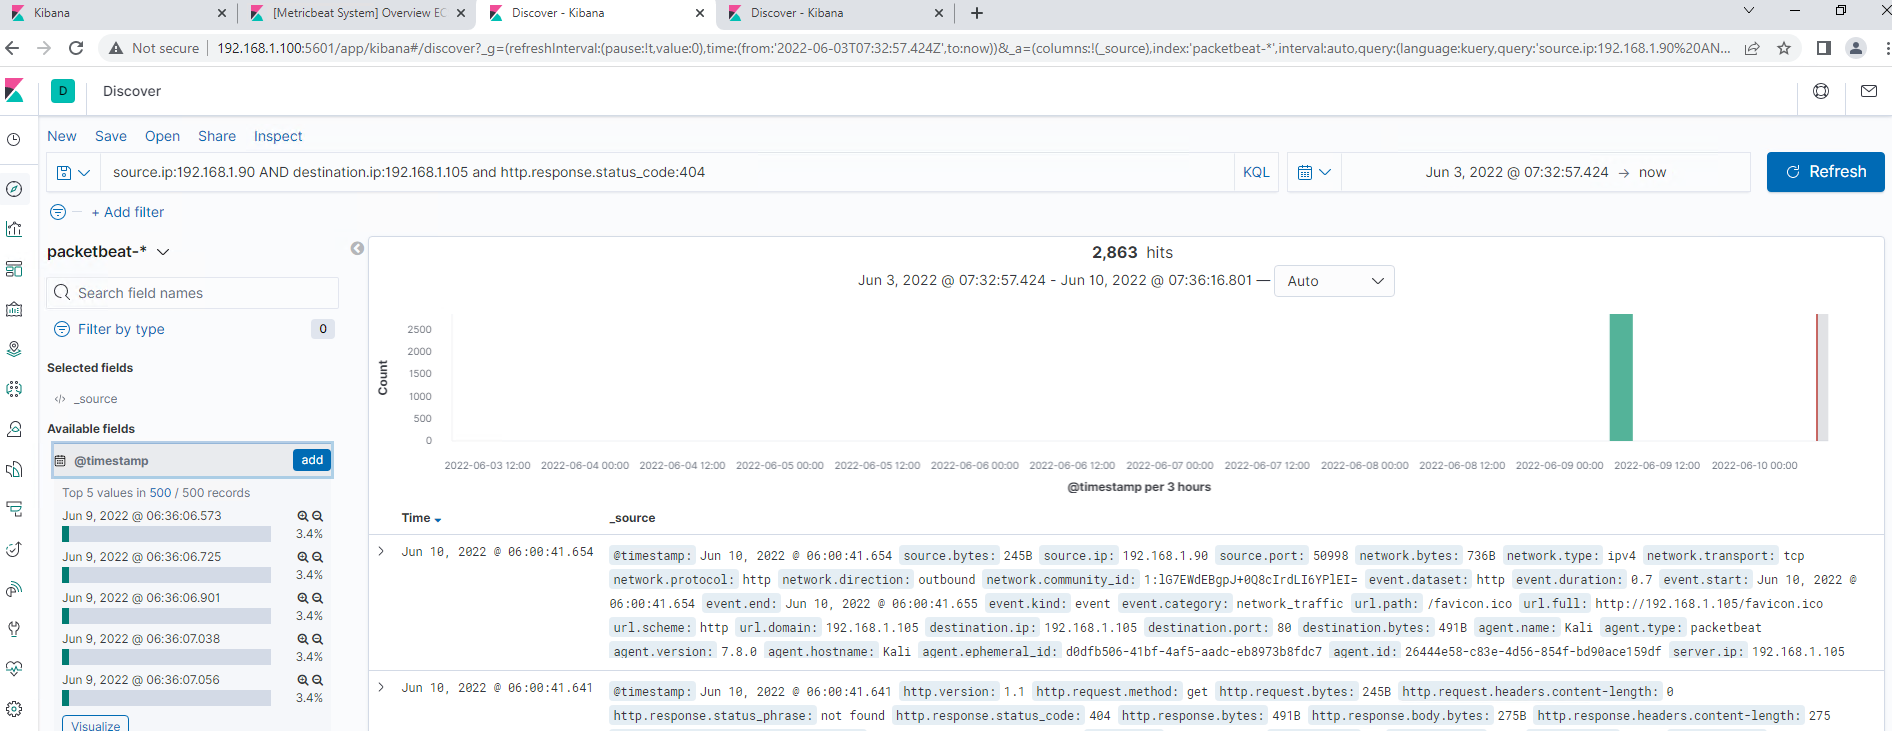 Kibana
[Metricbeat System] Overview EC
Discover - Kibana
Discover - Kibana
Not secure
192.168.1.100:5601/app/kibana#/discover?_g=(refreshInterval:(pause:!t,value:0),time:(from:'2022-06-03T07:32:57.424Z',to:now))&_a=(columns:!(_source),index:'packetbeat-*',interval:auto,query:(language:kuery,query:'source.ip:192.168.1.90%20AN...
D
Discover
New Save Open Share Inspect
source.ip:192.168.1.90 AND destination.ip:192.168.1.105 and http.response.status_code:404
KQL
Jun 3, 2022 @ 07:32:57.424 → now
Refresh
+ Add filter
packetbeat-*
Search field names
Filter by type 0
Selected fields
</> _source
Available fields
@timestamp add
Top 5 values in 500 / 500 records
Jun 9, 2022 @ 06:36:06.573
3.4%
Jun 9, 2022 @ 06:36:06.725
3.4%
Jun 9, 2022 @ 06:36:06.901
3.4%
Jun 9, 2022 @ 06:36:07.038
3.4%
Jun 9, 2022 @ 06:36:07.056
3.4%
Visualize
2,863 hits
Jun 3, 2022 @ 07:32:57.424 - Jun 10, 2022 @ 07:36:16.801 — Auto
Count
2500
2000
1500
1000
500
0
2022-06-03 12:00 2022-06-04 00:00 2022-06-04 12:00 2022-06-05 00:00 2022-06-05 12:00 2022-06-06 00:00 2022-06-06 12:00 2022-06-07 00:00 2022-06-07 12:00 2022-06-08 00:00 2022-06-08 12:00 2022-06-09 00:00 2022-06-09 12:00 2022-06-10 00:00
@timestamp per 3 hours
Time _source
Jun 10, 2022 @ 06:00:41.654 @timestamp: Jun 10, 2022 @ 06:00:41.654 source.bytes: 245B source.ip: 192.168.1.90 source.port: 50998 network.bytes: 736B network.type: ipv4 network.transport: tcp
network.protocol: http network.direction: outbound network.community_id: 1:lG7EWdEBgpJ+0Q8cIrdLI6YPlEI= event.dataset: http event.duration: 0.7 event.start: Jun 10, 2022 @
06:00:41.654 event.end: Jun 10, 2022 @ 06:00:41.655 event.kind: event event.category: network_traffic url.path: /favicon.ico url.full: http://192.168.1.105/favicon.ico
url.scheme: http url.domain: 192.168.1.105 destination.ip: 192.168.1.105 destination.port: 80 destination.bytes: 491B agent.name: Kali agent.type: packetbeat
agent.version: 7.8.0 agent.hostname: Kali agent.ephemeral_id: d0dfb506-41bf-4af5-aadc-eb8973b8fdc7 agent.id: 26444e58-c83e-4d56-854f-bd90ace159df server.ip: 192.168.1.105
Jun 10, 2022 @ 06:00:41.641 @timestamp: Jun 10, 2022 @ 06:00:41.641 http.version: 1.1 http.request.method: get http.request.bytes: 245B http.request.headers.content-length: 0
http.response.status_phrase: not found http.response.status_code: 404 http.response.bytes: 491B http.response.body.bytes: 275B http.response.headers.content-length: 275